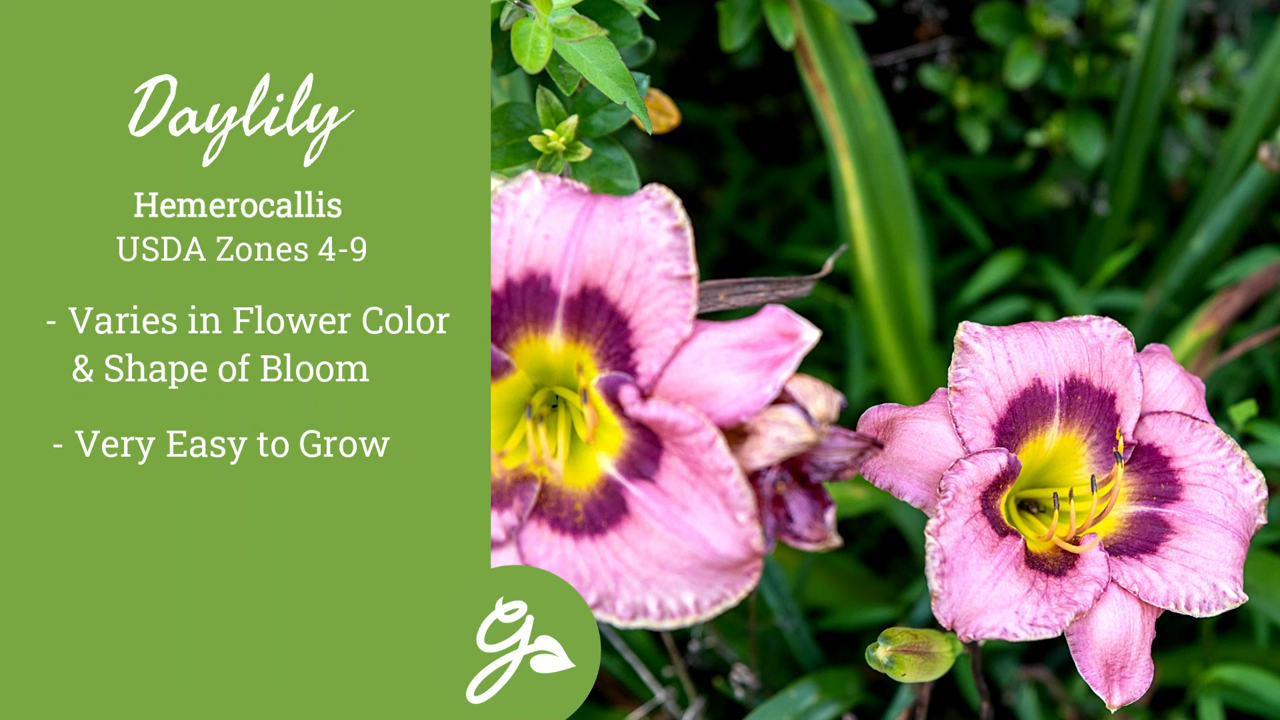 Daylily
Hemerocallis
USDA Zones 4-9
- Varies in Flower Color
& Shape of Bloom
- Very Easy to Grow
g